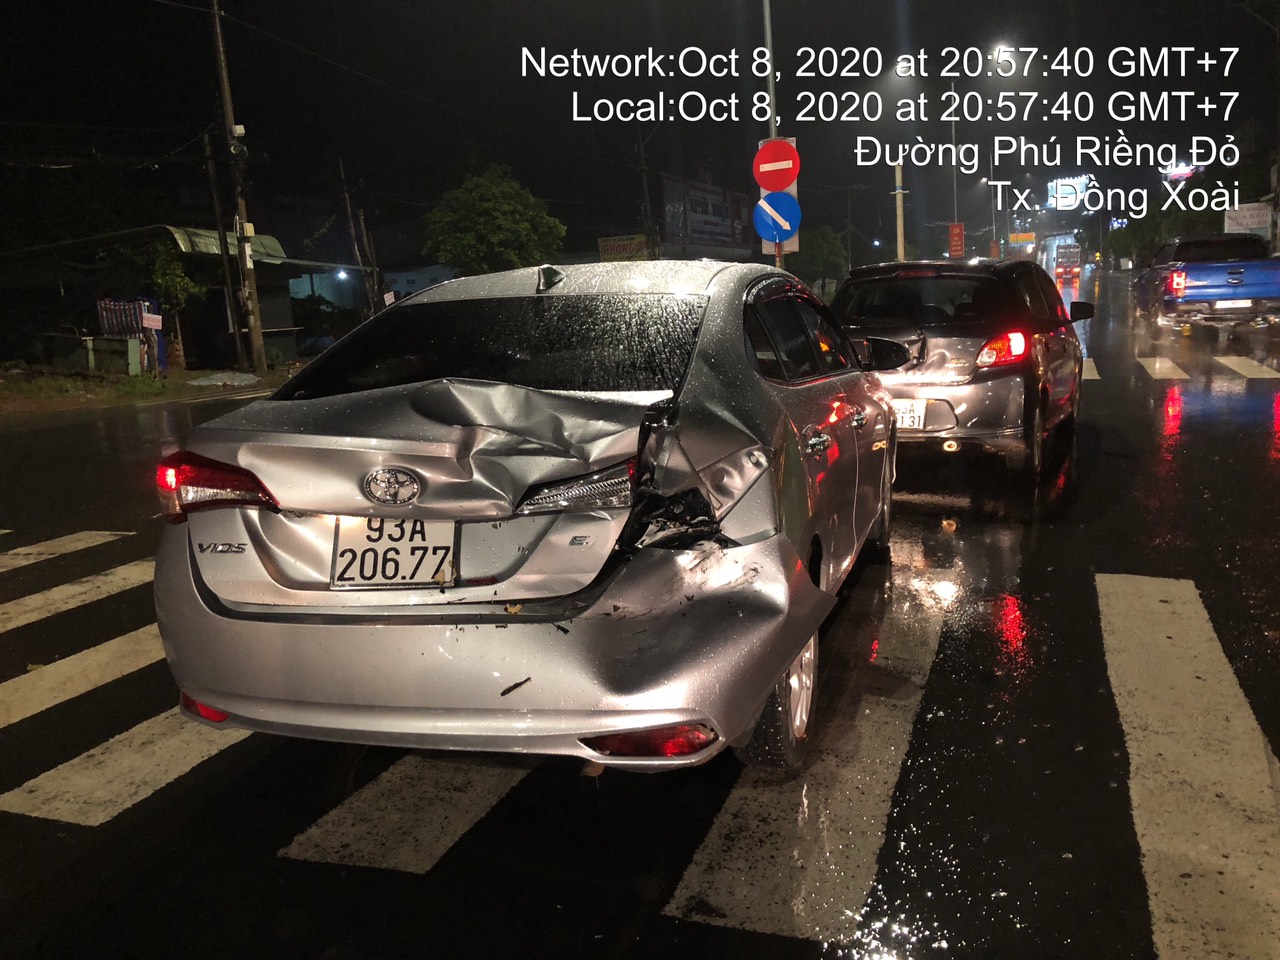 Network:Oct 8, 2020 at 20:57:40 GMT+7
Local:Oct 8, 2020 at 20:57:40 GMT+7
Đường Phú Riềng Đỏ
Tx. Đồng Xoài
VIOS
E
93A
206.77
93A